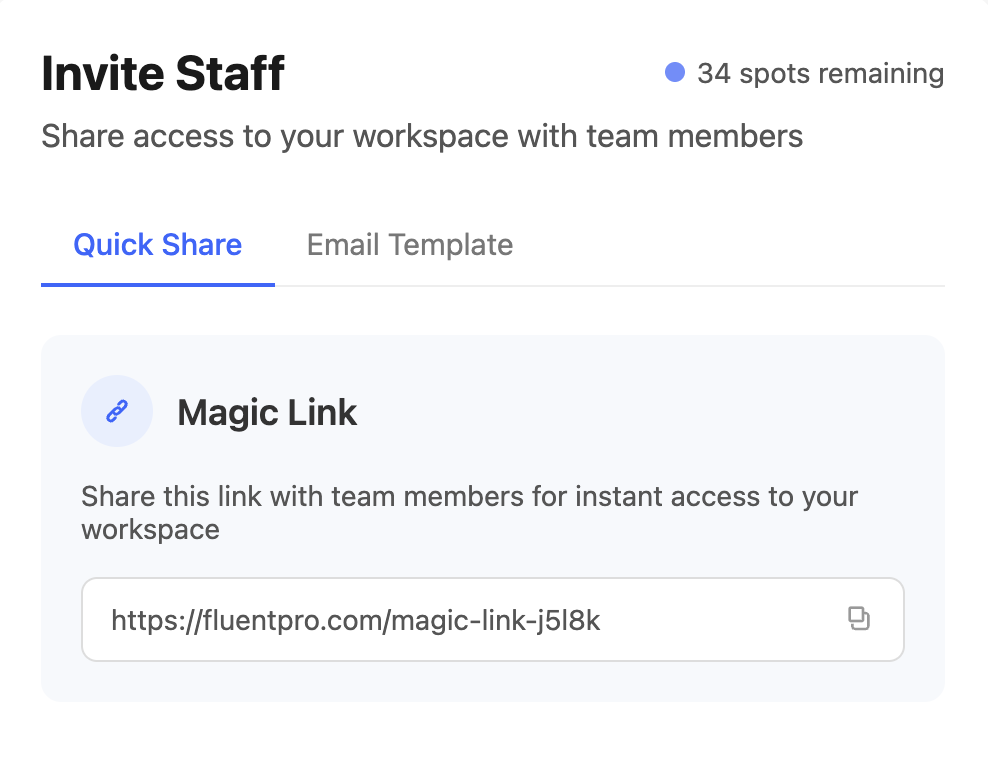 Invite Staff
34 spots remaining
Share access to your workspace with team members
Quick Share
Email Template
Magic Link
Share this link with team members for instant access to your
workspace
https://fluentpro.com/magic-link-j5l8k